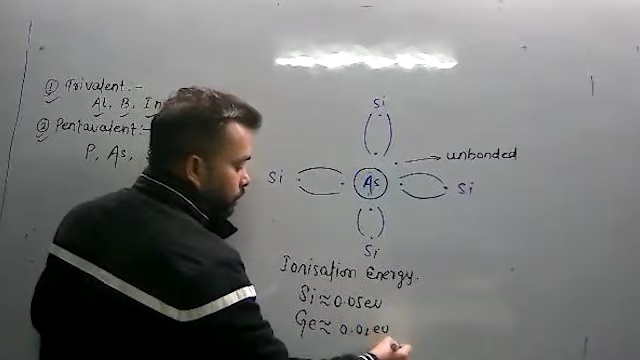 ① Trivalent:-
Al, B, In
② Pentavalent:-
P, As,
Si
unbonded
Si
As
Si
Si
Ionisation Energy.
Si ≈ 0.05ev
Ge ≈ 0.01ev